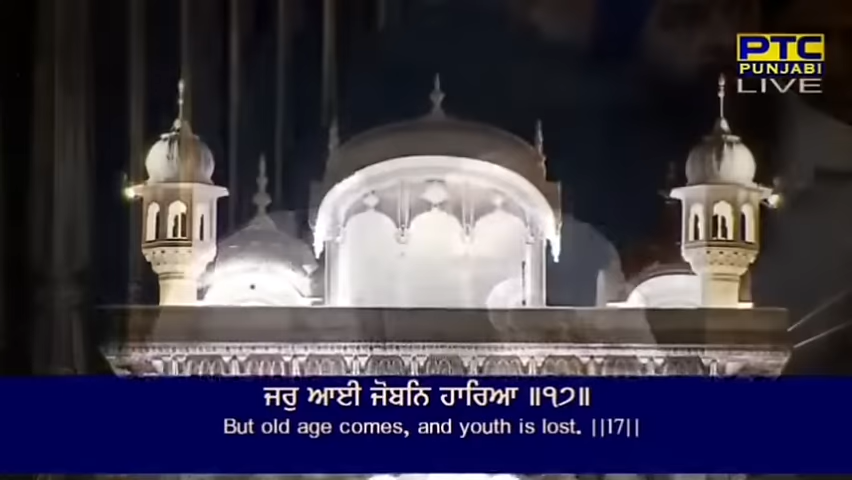 PTC
PUNJABI
LIVE
ਜਰੁ ਆਈ ਜੋਬਨਿ ਹਾਰਿਆ ॥੧੭॥
But old age comes, and youth is lost. ||17||